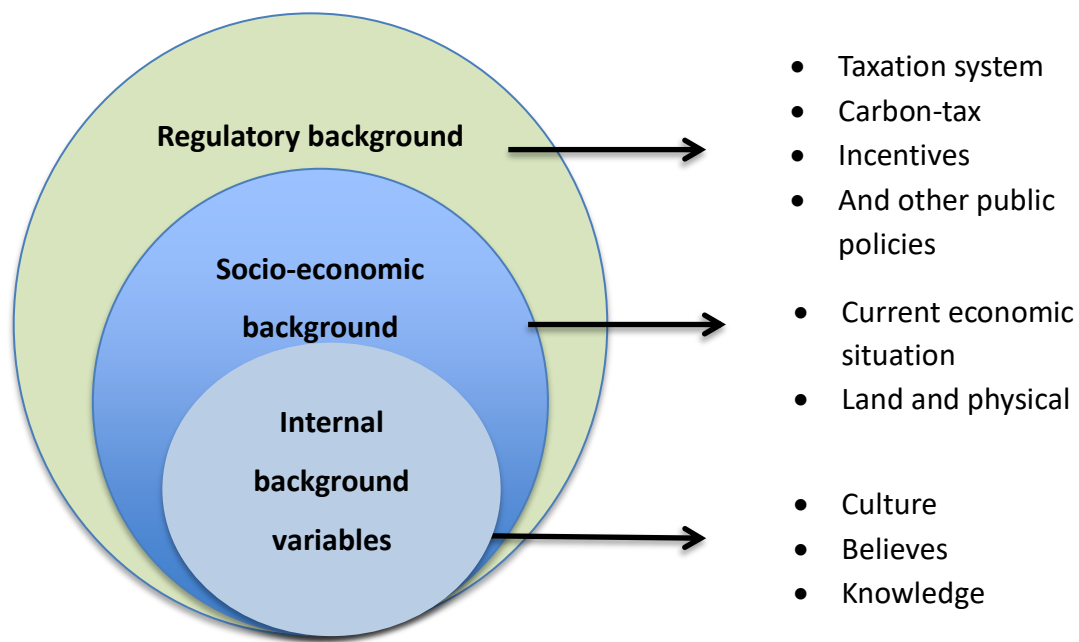 Regulatory background
Socio-economic
background
Internal
background
variables
• Taxation system
• Carbon-tax
• Incentives
• And other public
policies
• Current economic
situation
• Land and physical
• Culture
• Believes
• Knowledge